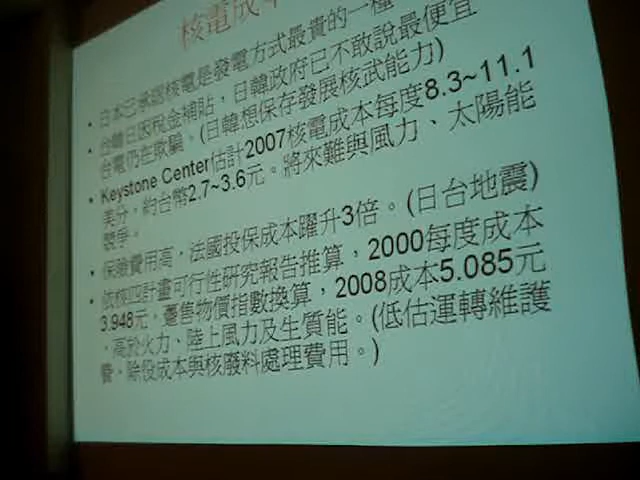 核電成本
• 日本已承認核電是發電方式最貴的一種
• 台韓日因稅金補貼，日韓政府已不敢說最便宜
台電仍在欺騙。(日韓想保存發展核武能力)
• Keystone Center估計2007核電成本每度8.3~11.1
美分，約台幣2.7~3.6元。將來難與風力、太陽能
競爭。
• 保險費用高，法國投保成本躍升3倍。(日台地震)
• 依核四計畫可行性研究報告推算，2000每度成本
3.948元，躉售物價指數換算，2008成本5.085元
，高於火力、陸上風力及生質能。(低估運轉維護
費，除役成本與核廢料處理費用。)